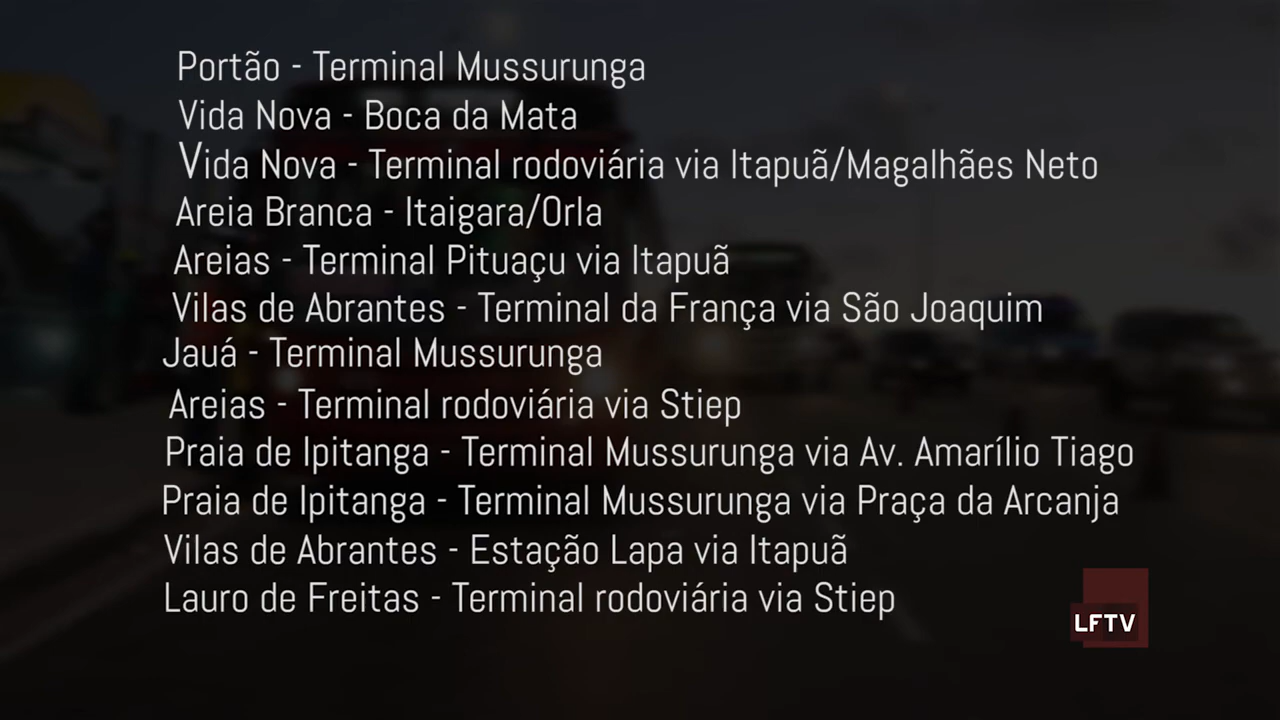 Portão - Terminal Mussurunga
Vida Nova - Boca da Mata
Vida Nova - Terminal rodoviária via Itapuã/Magalhães Neto
Areia Branca - Itaigara/Orla
Areias - Terminal Pituaçu via Itapuã
Vilas de Abrantes - Terminal da França via São Joaquim
Jauá - Terminal Mussurunga
Areias - Terminal rodoviária via Stiep
Praia de Ipitanga - Terminal Mussurunga via Av. Amarílio Tiago
Praia de Ipitanga - Terminal Mussurunga via Praça da Arcanja
Vilas de Abrantes - Estação Lapa via Itapuã
Lauro de Freitas - Terminal rodoviária via Stiep
LFTV